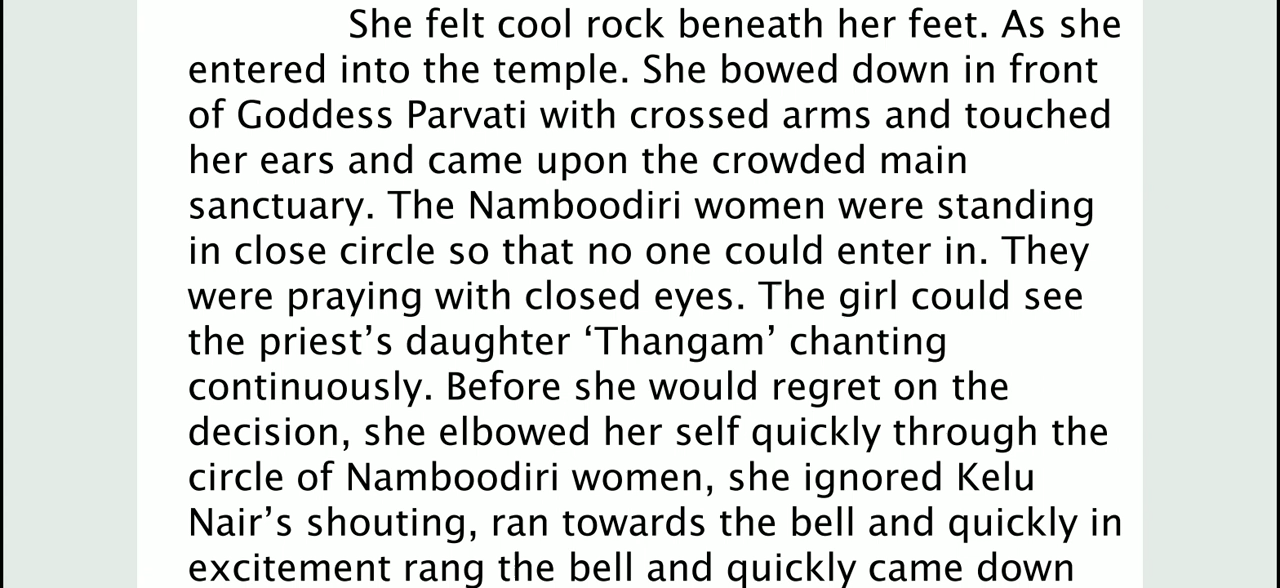 She felt cool rock beneath her feet. As she
entered into the temple. She bowed down in front
of Goddess Parvati with crossed arms and touched
her ears and came upon the crowded main
sanctuary. The Namboodiri women were standing
in close circle so that no one could enter in. They
were praying with closed eyes. The girl could see
the priest’s daughter ‘Thangam’ chanting
continuously. Before she would regret on the
decision, she elbowed her self quickly through the
circle of Namboodiri women, she ignored Kelu
Nair’s shouting, ran towards the bell and quickly in
excitement rang the bell and quickly came down